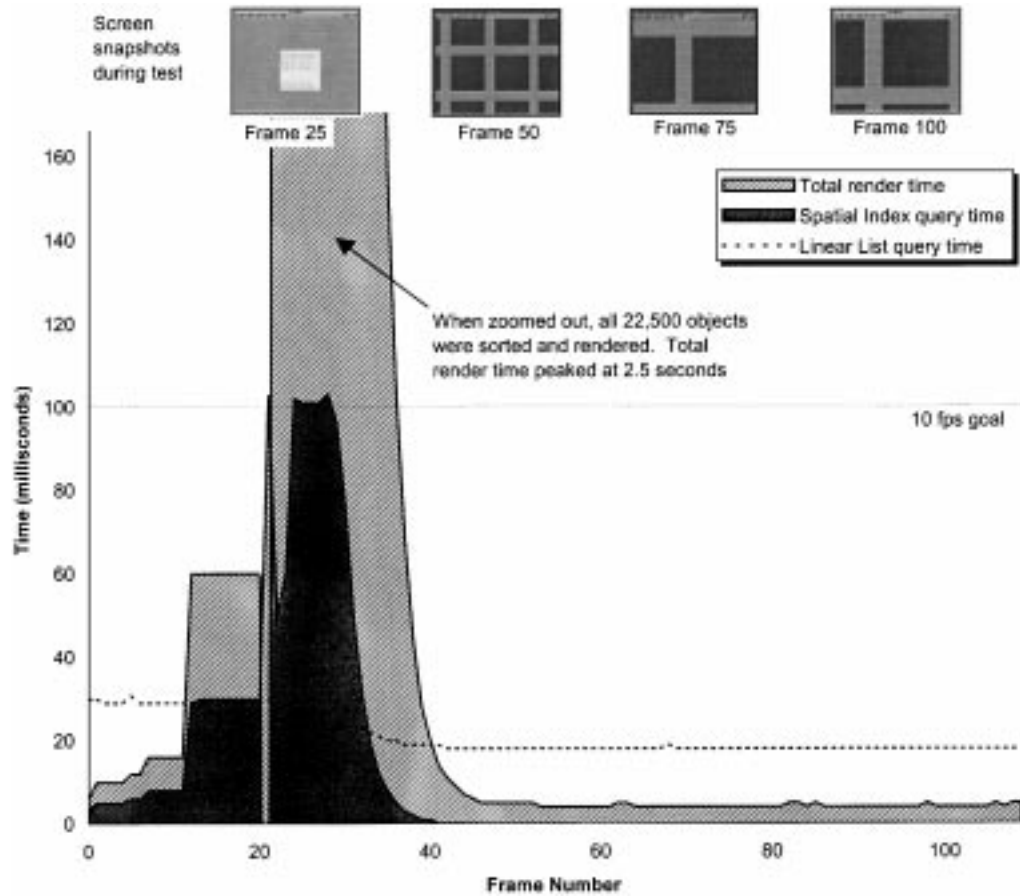 Screen
snapshots
during test
Frame 25
Frame 50
Frame 75
Frame 100
Total render time
Spatial Index query time
Linear List query time
When zoomed out, all 22,500 objects
were sorted and rendered. Total
render time peaked at 2.5 seconds
10 fps goal
Time (milliseconds)
160
140
120
100
80
60
40
20
0
0
20
40
60
80
100
Frame Number